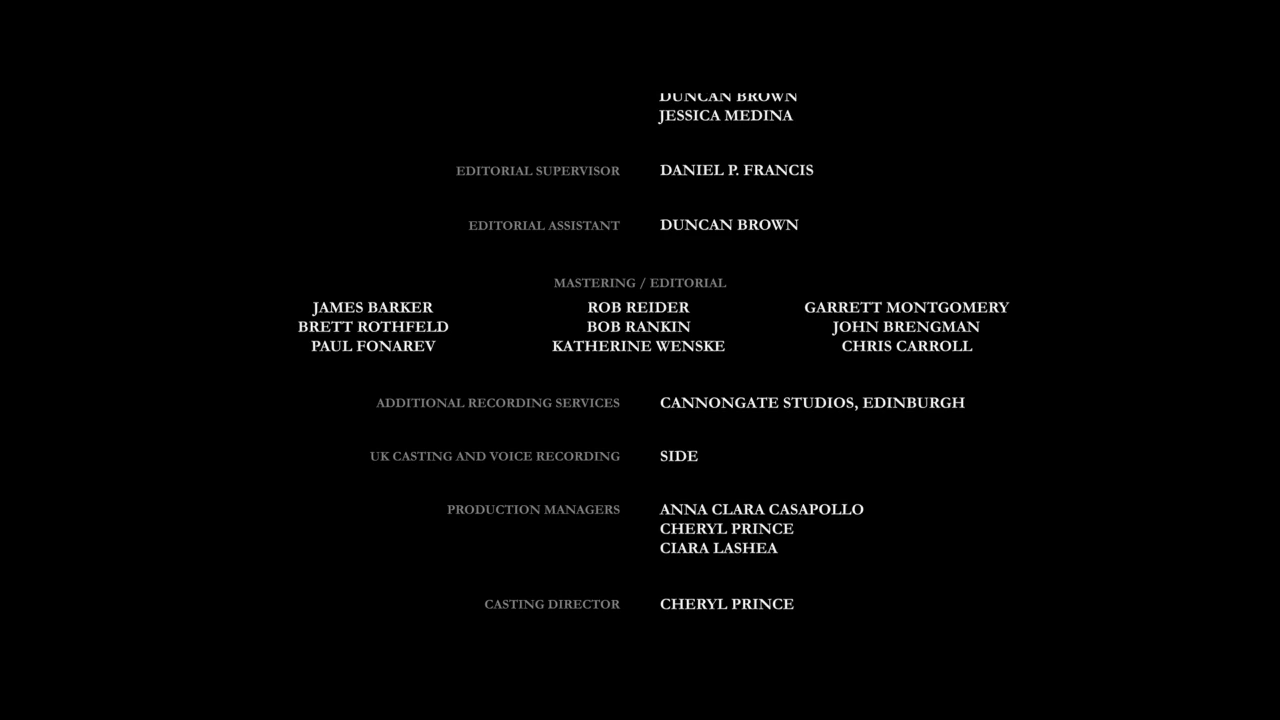 DUNCAN BROWN
JESSICA MEDINA
EDITORIAL SUPERVISOR DANIEL P. FRANCIS
EDITORIAL ASSISTANT DUNCAN BROWN
MASTERING / EDITORIAL
JAMES BARKER ROB REIDER GARRETT MONTGOMERY
BRETT ROTHFELD BOB RANKIN JOHN BRENGMAN
PAUL FONAREV KATHERINE WENSKE CHRIS CARROLL
ADDITIONAL RECORDING SERVICES CANNONGATE STUDIOS, EDINBURGH
UK CASTING AND VOICE RECORDING SIDE
PRODUCTION MANAGERS ANNA CLARA CASAPOLLO
CHERYL PRINCE
CIARA LASHEA
CASTING DIRECTOR CHERYL PRINCE